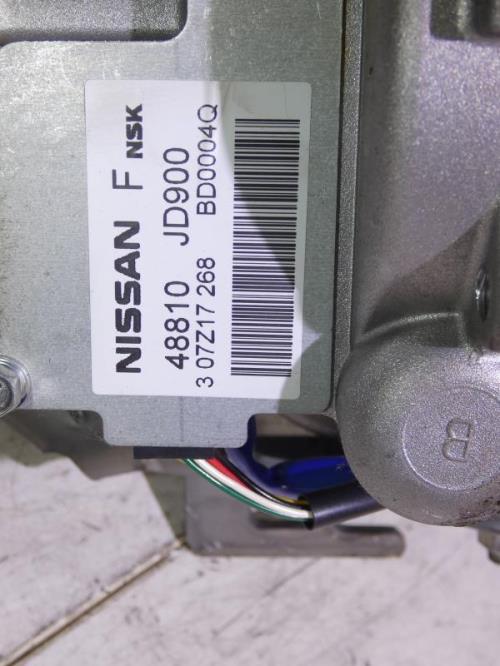 NISSAN F NSK
48810 JD900
3 07Z17 268 BD0004Q
B